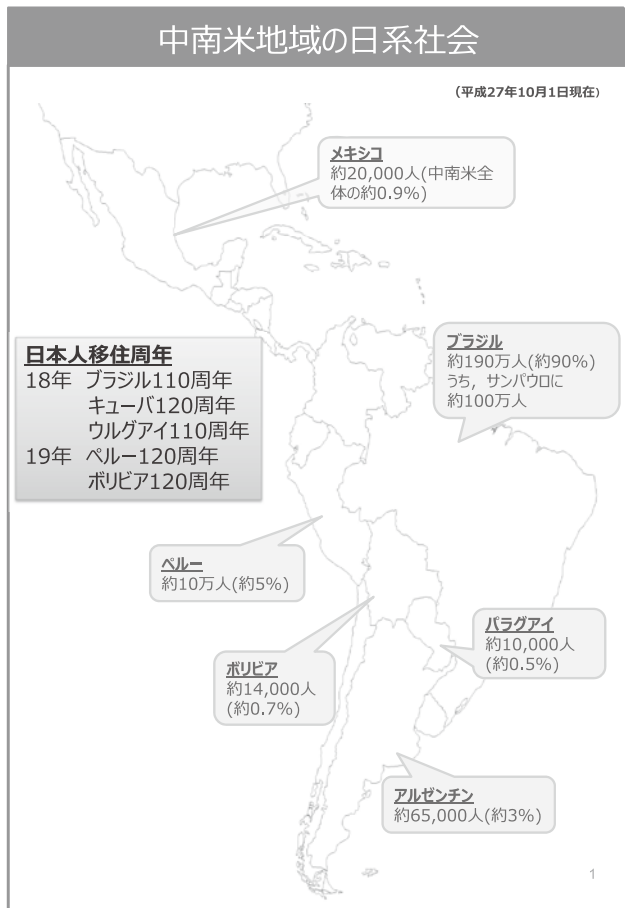 中南米地域の日系社会
(平成27年10月1日現在)
メキシコ
約20,000人(中南米全
体の約0.9%)
ブラジル
約190万人(約90%)
うち，サンパウロに
約100万人
日本人移住周年
18年 ブラジル110周年
キューバ120周年
ウルグアイ110周年
19年 ペルー120周年
ボリビア120周年
ペルー
約10万人(約5%)
パラグアイ
約10,000人
(約0.5%)
ボリビア
約14,000人
(約0.7%)
アルゼンチン
約65,000人(約3%)
1